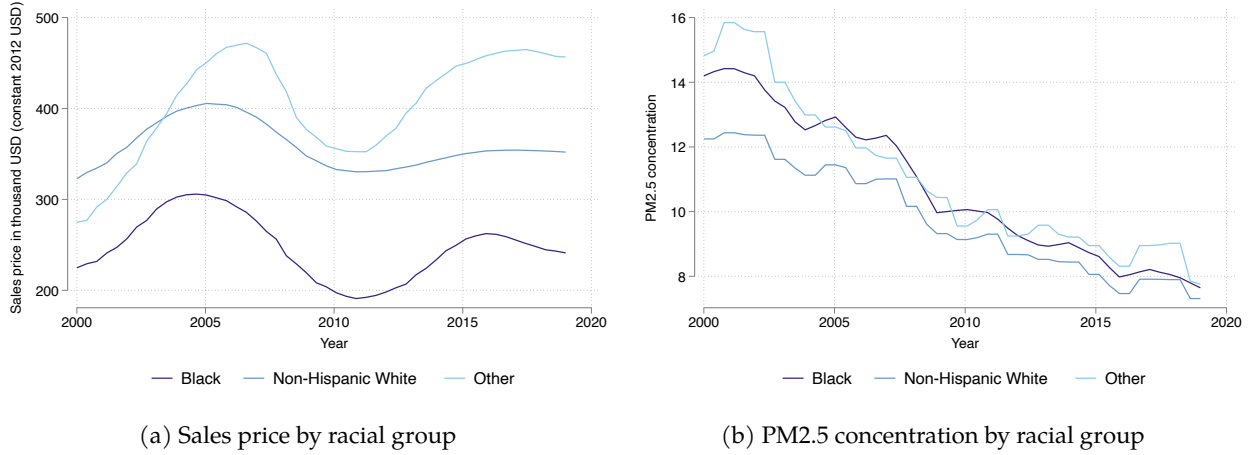 Sales price in thousand USD (constant 2012 USD)
500
400
300
200
2000
2005
2010
2015
2020
Year
Black
Non-Hispanic White
Other
(a) Sales price by racial group
PM2.5 concentration
16
14
12
10
8
2000
2005
2010
2015
2020
Year
Black
Non-Hispanic White
Other
(b) PM2.5 concentration by racial group